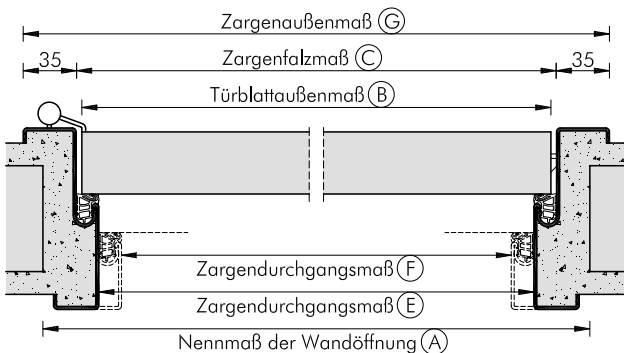 Zargenaußenmaß G
35 Zargenfalzmaß C 35
Türblattaußenmaß B
Zargendurchgangsmaß F
Zargendurchgangsmaß E
Nennmaß der Wandöffnung A